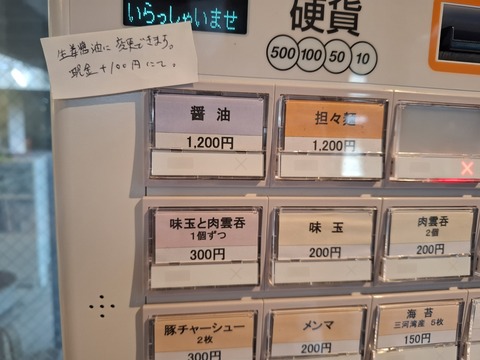 いらっしゃいませ
硬貨
500 100 50 10
生姜醤油に変更できます。
現金+100円にて。
醤油
1,200円
担々麺
1,200円
味玉と肉雲呑
1個ずつ
300円
味玉
200円
肉雲呑
2個
200円
豚チャーシュー
2枚
300円
メンマ
200円
海苔
三河湾産 5枚
150円